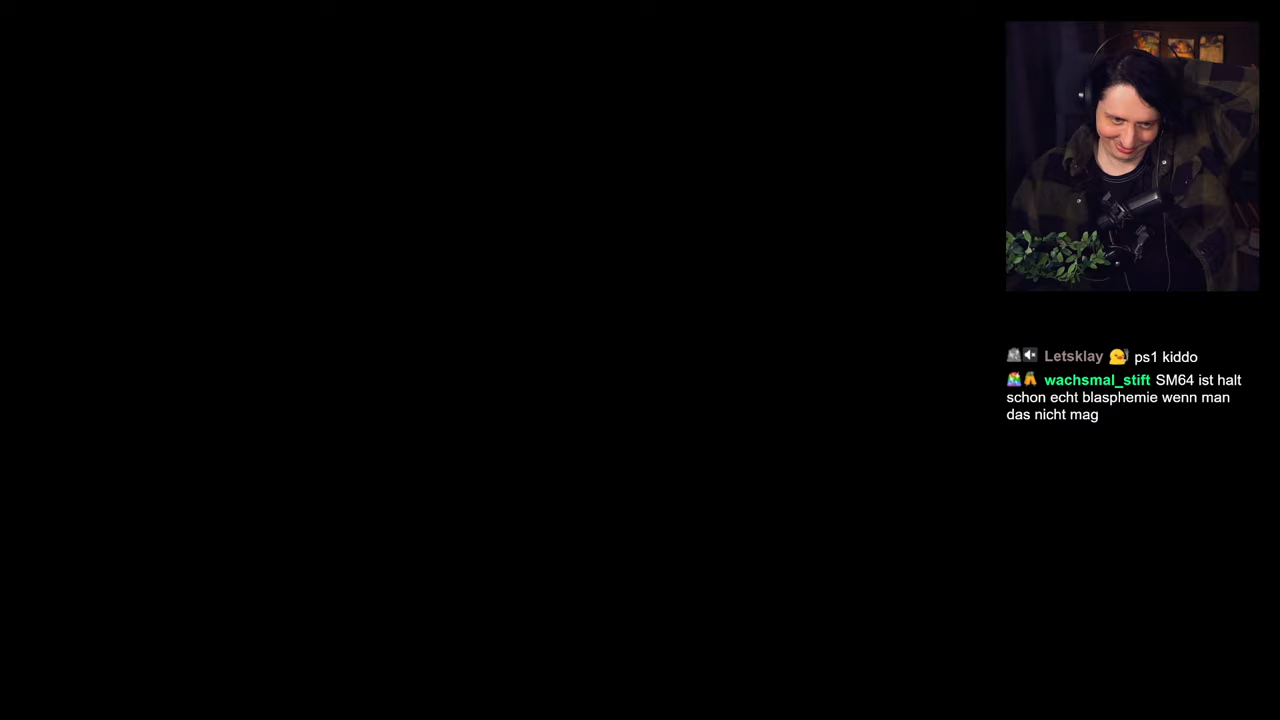 Letsklay ps1 kiddo
wachsmal_stift SM64 ist halt
schon echt blasphemie wenn man
das nicht mag